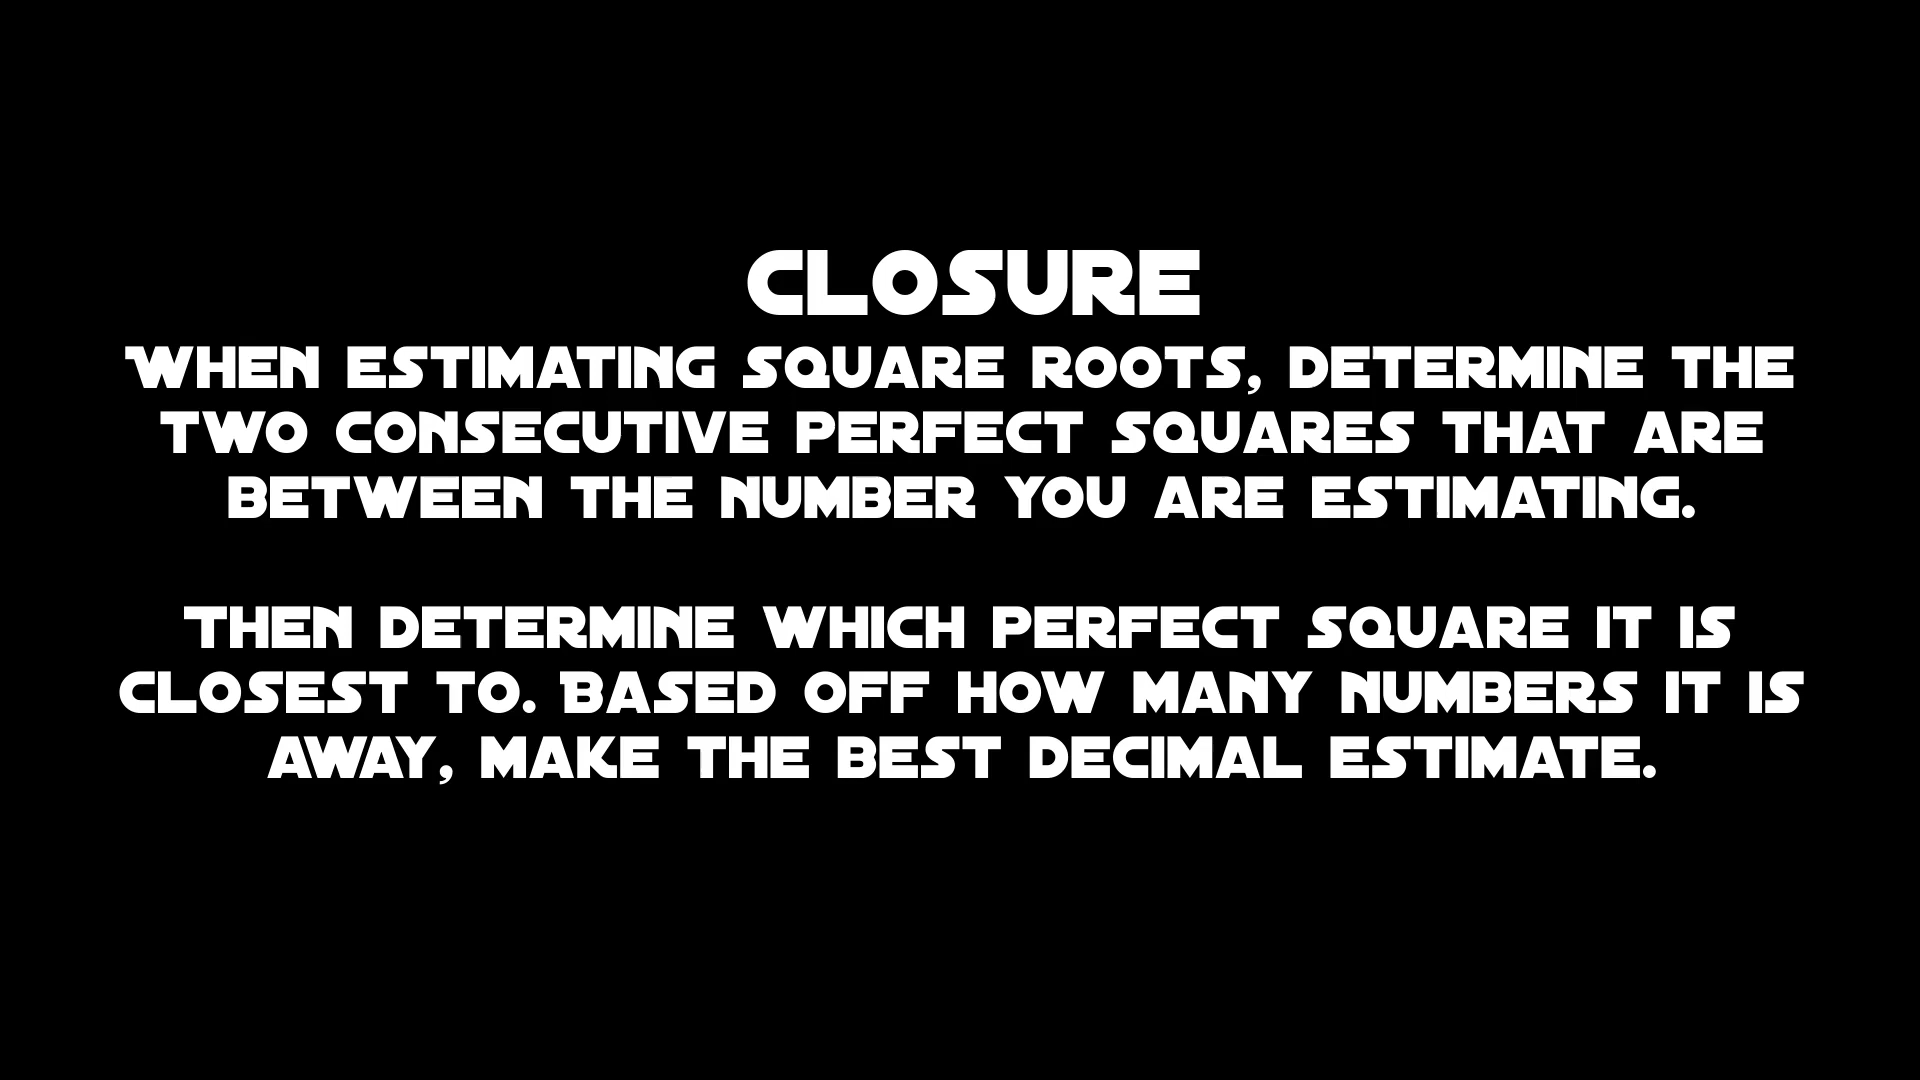 CLOSURE
WHEN ESTIMATING SQUARE ROOTS, DETERMINE THE
TWO CONSECUTIVE PERFECT SQUARES THAT ARE
BETWEEN THE NUMBER YOU ARE ESTIMATING.
THEN DETERMINE WHICH PERFECT SQUARE IT IS
CLOSEST TO. BASED OFF HOW MANY NUMBERS IT IS
AWAY, MAKE THE BEST DECIMAL ESTIMATE.